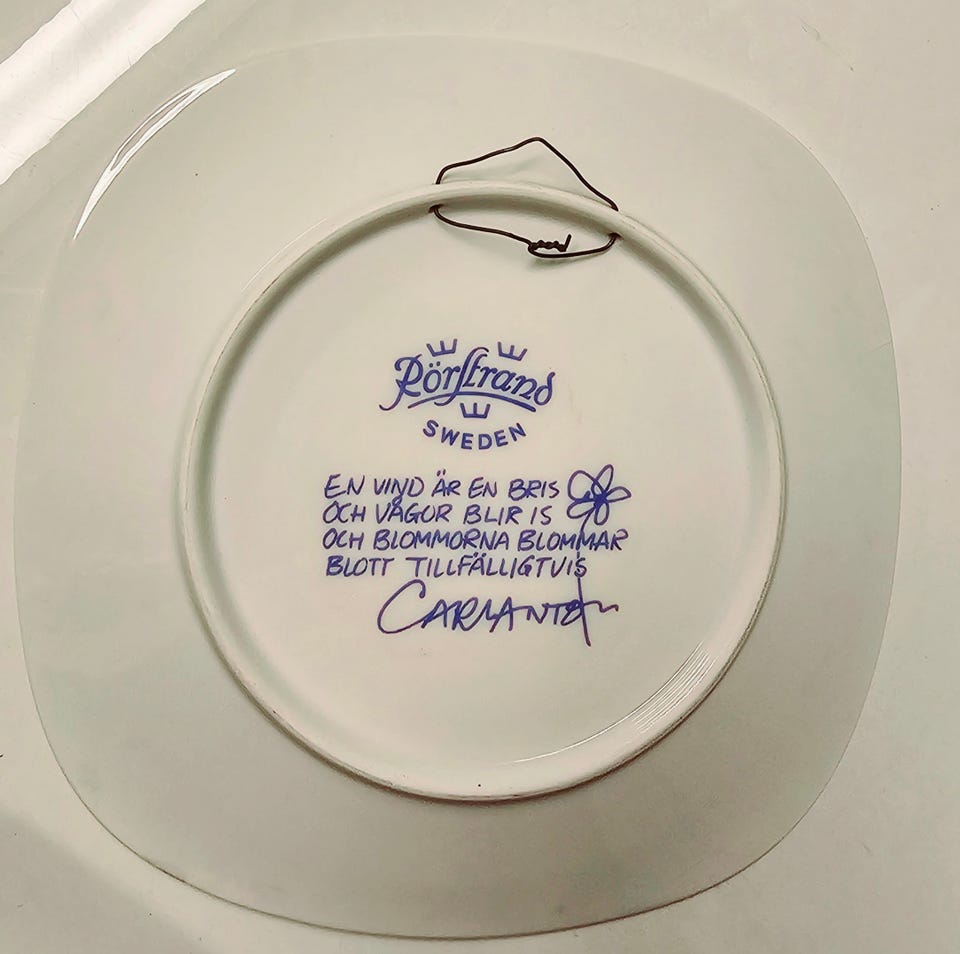 Rörstrand
SWEDEN
EN VIND ÄR EN BRIS
OCH VÅGOR BLIR IS
OCH BLOMMORNA BLOMMAR
BLOTT TILLFÄLLIGTVIS
CARLANTON